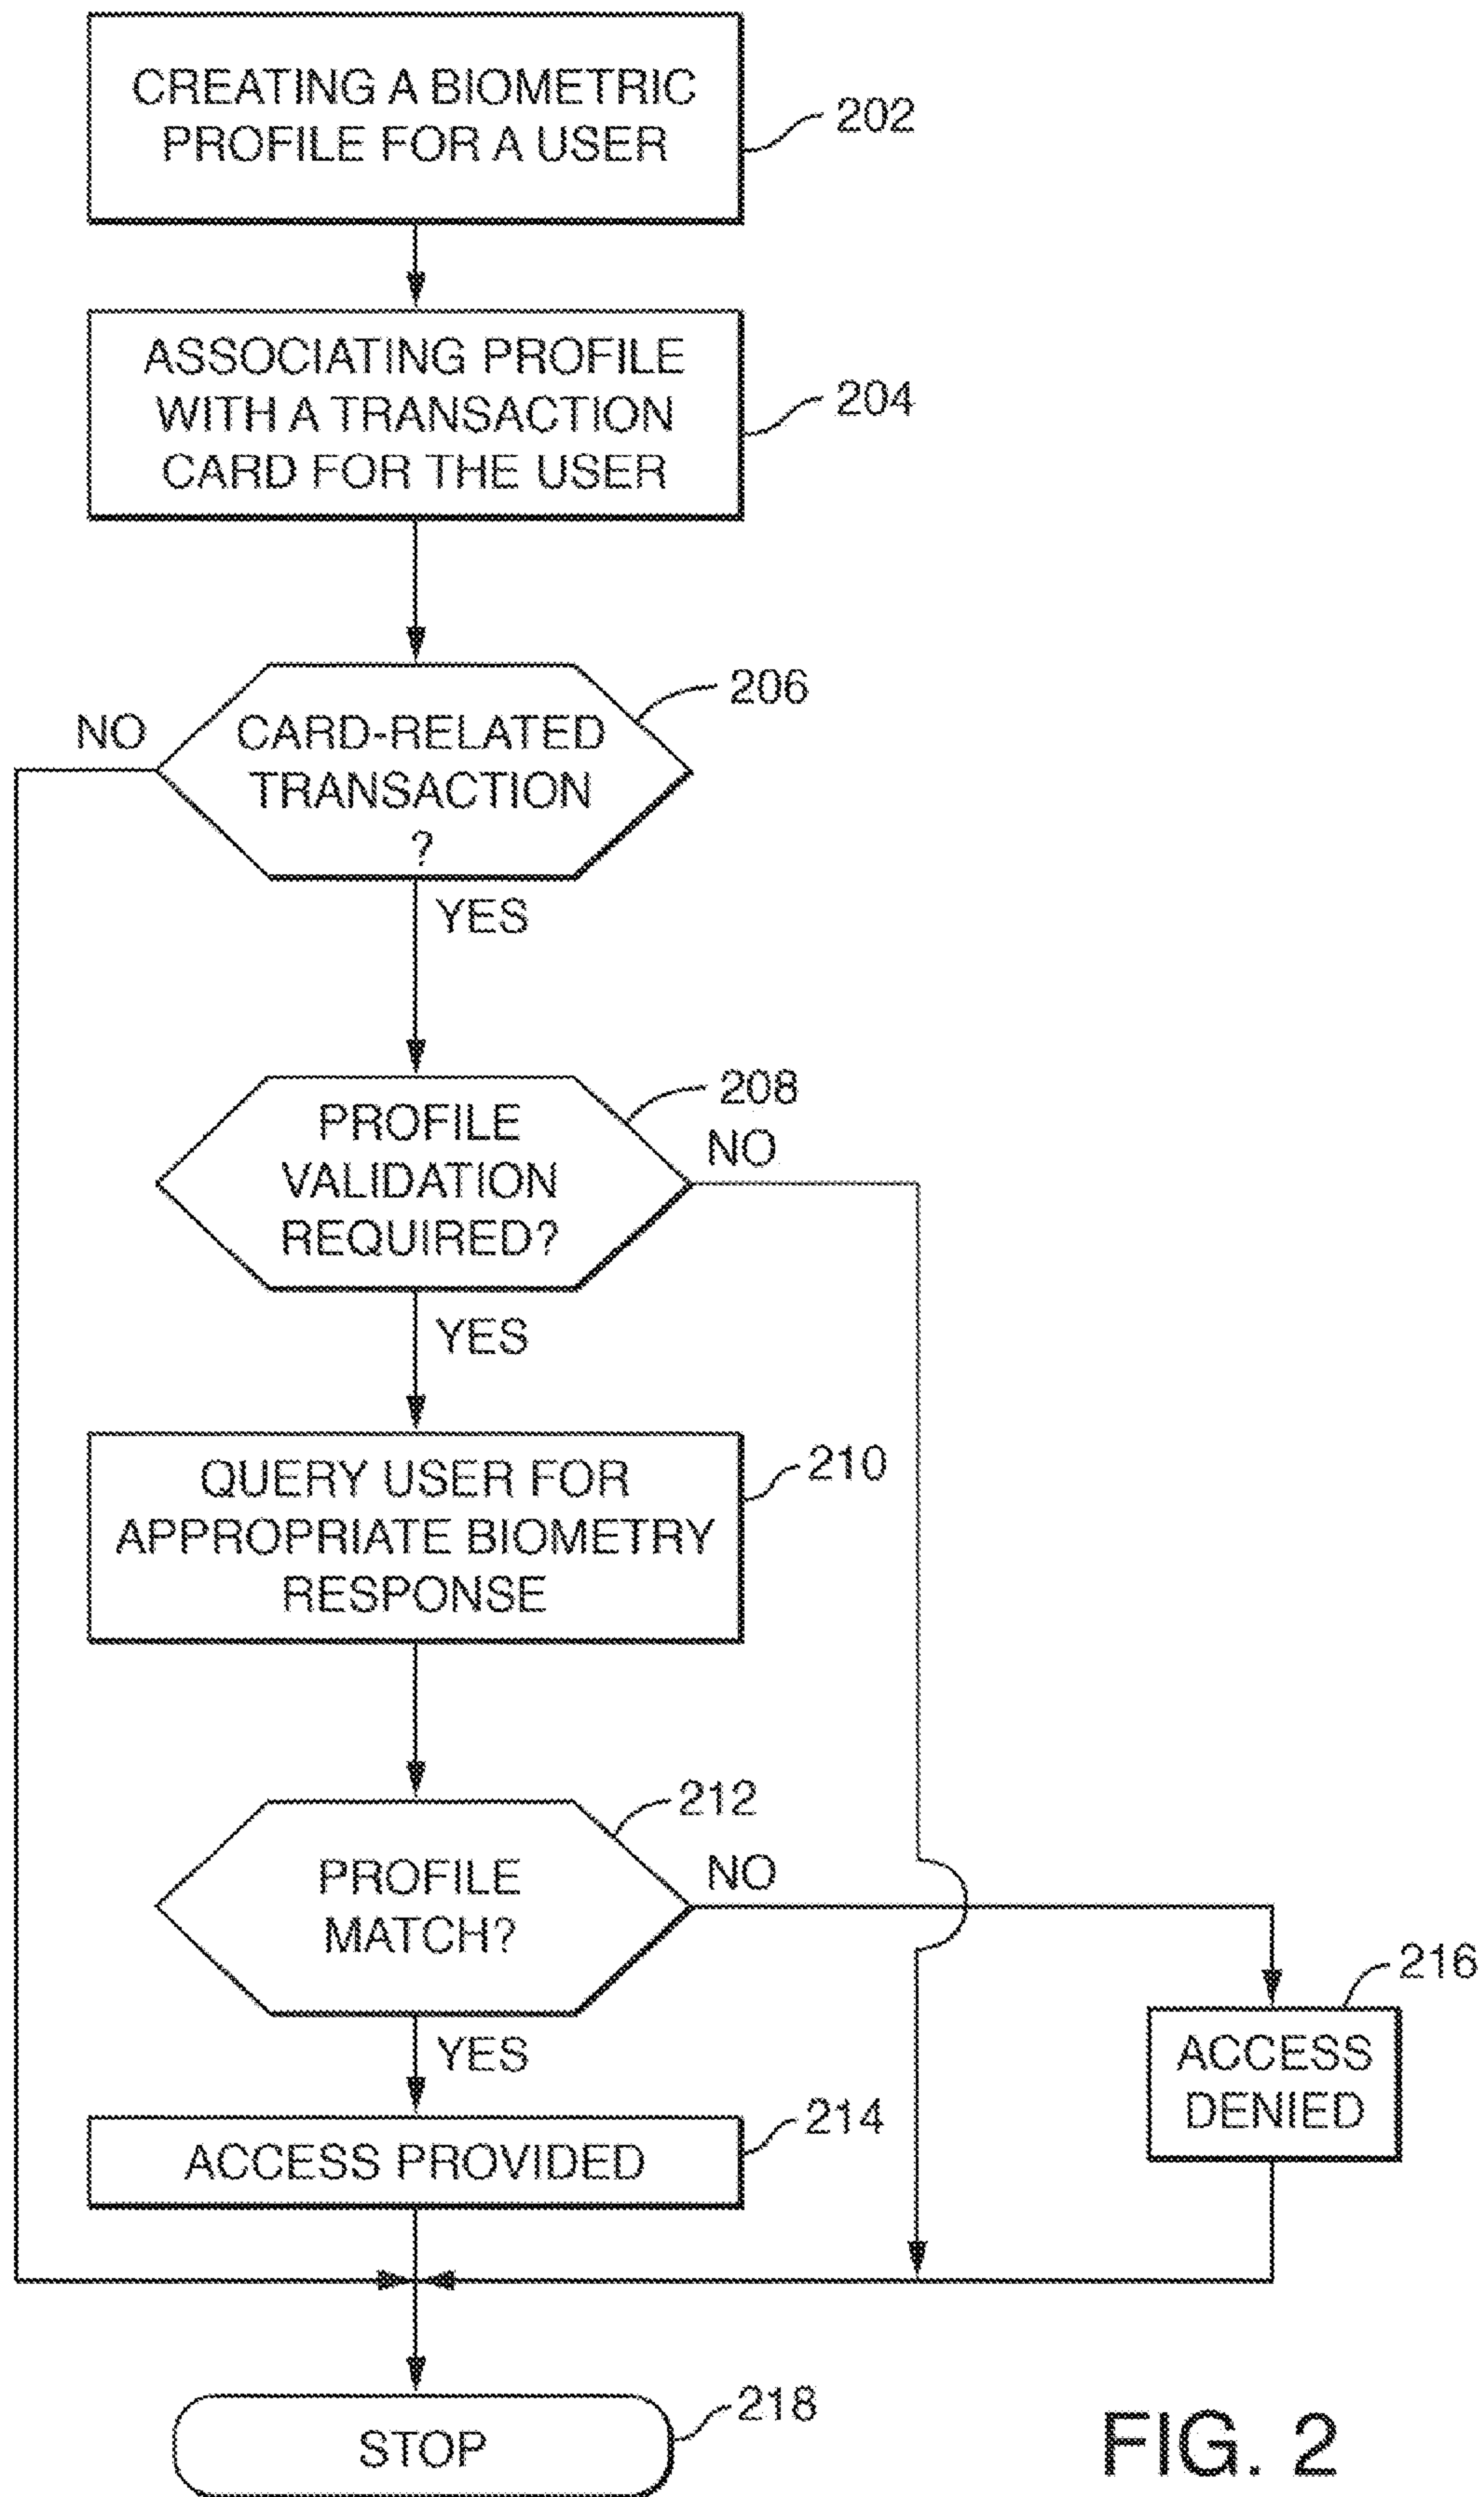 CREATING A BIOMETRIC
PROFILE FOR A USER
202
ASSOCIATING PROFILE
WITH A TRANSACTION
CARD FOR THE USER
204
206
NO
CARD-RELATED
TRANSACTION
?
YES
208
PROFILE
VALIDATION
REQUIRED?
NO
YES
210
QUERY USER FOR
APPROPRIATE BIOMETRY
RESPONSE
212
PROFILE
MATCH?
NO
216
YES
ACCESS
DENIED
214
ACCESS PROVIDED
218
STOP
FIG. 2